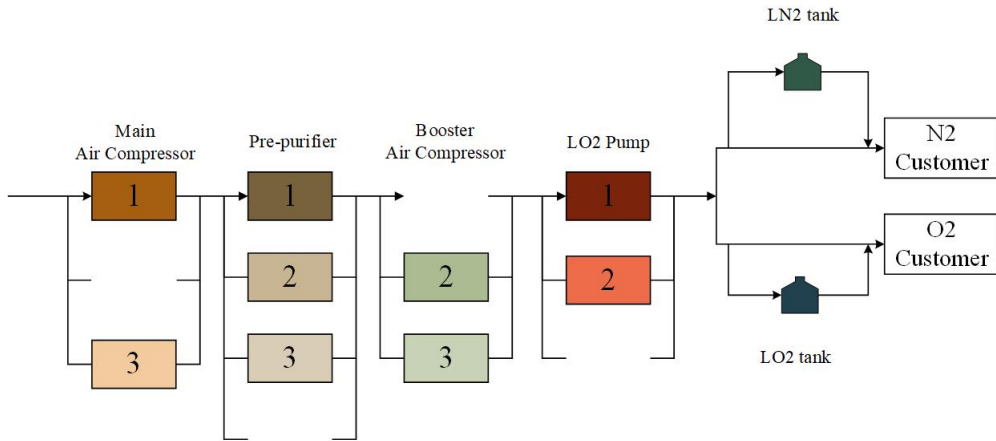 LN2 tank
Main
Air Compressor
Pre-purifier
Booster
Air Compressor
LO2 Pump
N2
Customer
1
1
1
2
2
2
O2
Customer
3
3
3
LO2 tank